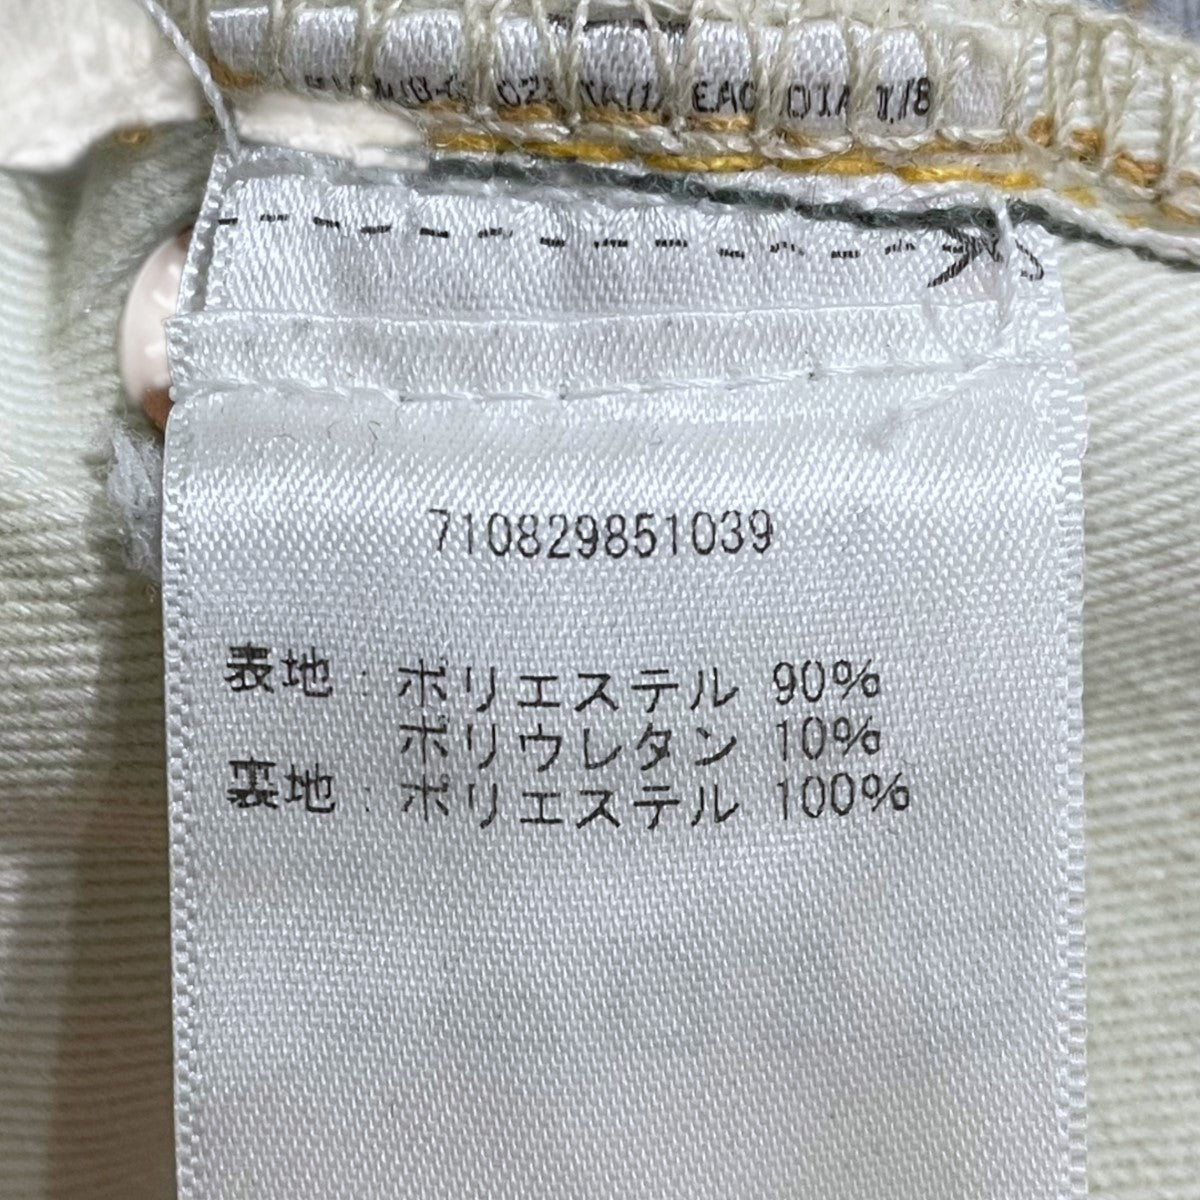 710829851039
表地：ポリエステル 90%
ポリウレタン 10%
裏地：ポリエステル 100%